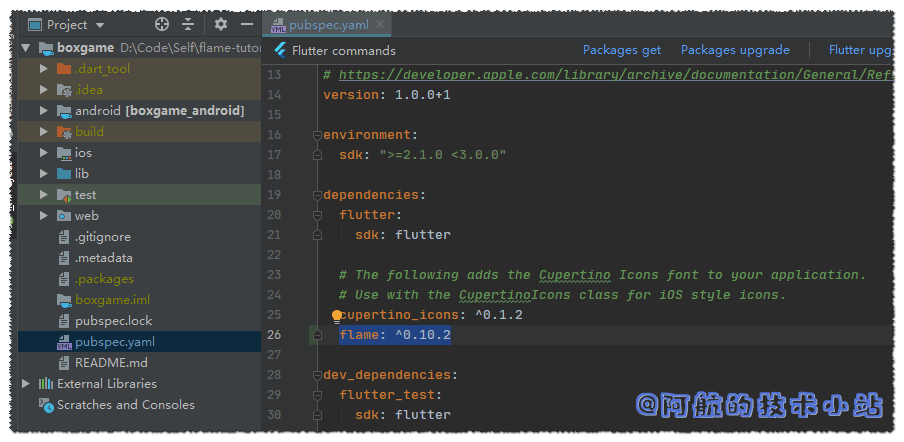 Project
boxgame D:\Code\Self\flame-tutor
.dart_tool
.idea
android [boxgame_android]
build
ios
lib
test
web
.gitignore
.metadata
.packages
boxgame.iml
pubspec.lock
pubspec.yaml
README.md
External Libraries
Scratches and Consoles
pubspec.yaml
Flutter commands Packages get Packages upgrade Flutter upg
13 # https://developer.apple.com/library/archive/documentation/General/Ref
14 version: 1.0.0+1
15
16 environment:
17 sdk: ">=2.1.0 <3.0.0"
18
19 dependencies:
20 flutter:
21 sdk: flutter
22
23 # The following adds the Cupertino Icons font to your application.
24 # Use with the CupertinoIcons class for iOS style icons.
25 cupertino_icons: ^0.1.2
26 flame: ^0.10.2
27
28 dev_dependencies:
29 flutter_test:
30 sdk: flutter
@阿航的技术小站